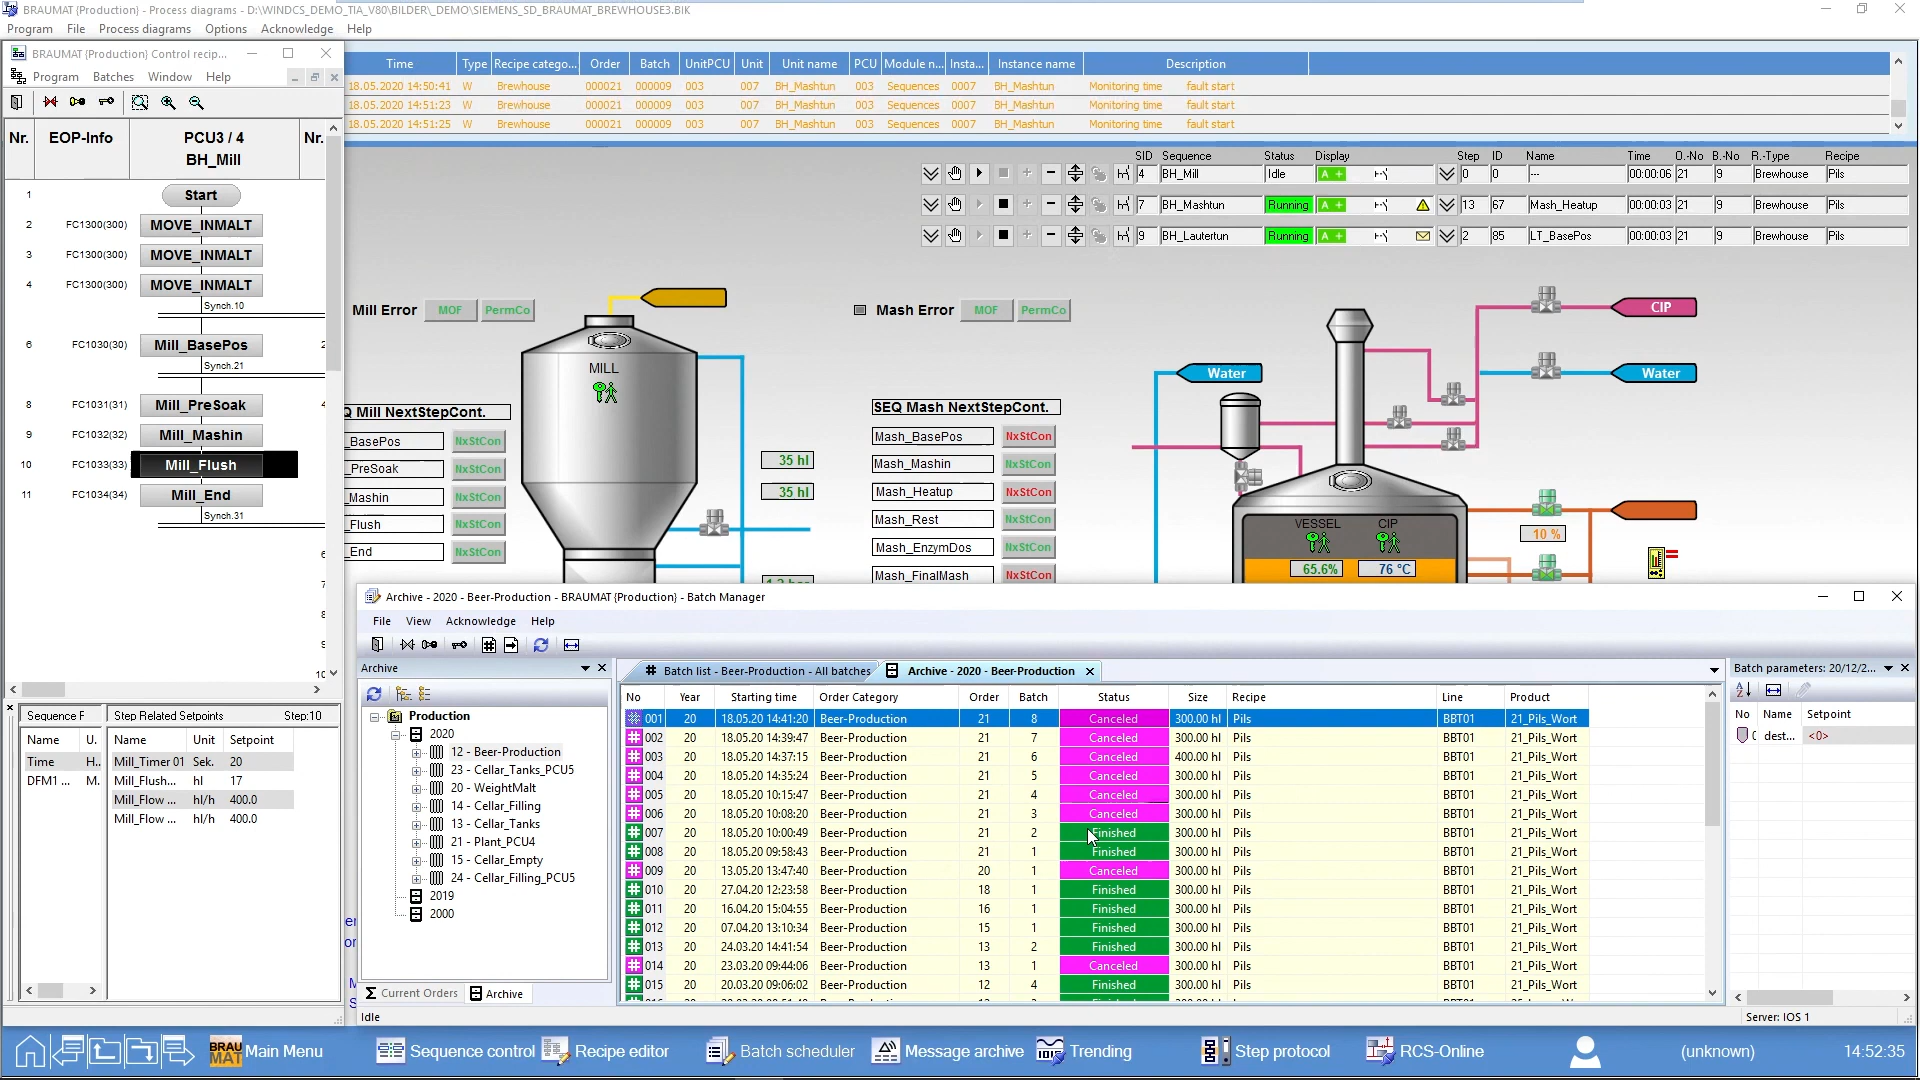 BRAUMAT {Production} - Process diagrams - D:\WINDCS_DEMO_TIA_V80\BILDER\_DEMO\SIEMENS_SD_BRAUMAT_BREWHOUSE3.BIK
Program File Process diagrams Options Acknowledge Help
BRAUMAT {Production} Control recip...
Program Batches Window Help
Time Type Recipe catego... Order Batch UnitPCU Unit Unit name PCU Module n... Insta... Instance name Description
18.05.2020 14:50:41 W Brewhouse 000021 000009 003 007 BH_Mashtun 003 Sequences 0007 BH_Mashtun Monitoring time fault start
18.05.2020 14:51:23 W Brewhouse 000021 000009 003 007 BH_Mashtun 003 Sequences 0007 BH_Mashtun Monitoring time fault start
18.05.2020 14:51:25 W Brewhouse 000021 000009 003 007 BH_Mashtun 003 Sequences 0007 BH_Mashtun Monitoring time fault start
Nr. EOP-Info PCU3 / 4 Nr.
BH_Mill
1 Start
2 FC1300(300) MOVE_INMALT
3 FC1300(300) MOVE_INMALT
4 FC1300(300) MOVE_INMALT
Synch.10
6 FC1030(30) Mill_BasePos 2
Synch.21
8 FC1031(31) Mill_PreSoak 4
9 FC1032(32) Mill_Mashin
10 FC1033(33) Mill_Flush
11 FC1034(34) Mill_End
Synch.31
SID Sequence Status Display Step ID Name Time O.-No B.-No R.-Type Recipe
4 BH_Mill Idle A + 0 0 --- 00:00:06 21 9 Brewhouse Pils
7 BH_Mashtun Running A + 13 67 Mash_Heatup 00:00:03 21 9 Brewhouse Pils
9 BH_Lautertun Running A + 2 85 LT_BasePos 00:00:03 21 9 Brewhouse Pils
Mill Error MOF PermCo
Mash Error MOF PermCo
CIP
MILL
Water Water
Q Mill NextStepCont.
_BasePos NxStCon
_PreSoak NxStCon
_Mashin NxStCon
_Flush NxStCon
_End NxStCon
35 hl
35 hl
SEQ Mash NextStepCont.
Mash_BasePos NxStCon
Mash_Mashin NxStCon
Mash_Heatup NxStCon
Mash_Rest NxStCon
Mash_EnzymDos NxStCon
Mash_FinalMash NxStCon
VESSEL CIP
65.6% 76 °C
10 %
Archive - 2020 - Beer-Production - BRAUMAT {Production} - Batch Manager
File View Acknowledge Help
Archive
Production
2020
12 - Beer-Production
23 - Cellar_Tanks_PCU5
20 - WeightMalt
14 - Cellar_Filling
13 - Cellar_Tanks
21 - Plant_PCU4
15 - Cellar_Empty
24 - Cellar_Filling_PCU5
2019
2000
Current Orders Archive
Batch list - Beer-Production - All batches Archive - 2020 - Beer-Production
No Year Starting time Order Category Order Batch Status Size Recipe Line Product
001 20 18.05.20 14:41:20 Beer-Production 21 8 Canceled 300.00 hl Pils BBT01 21_Pils_Wort
002 20 18.05.20 14:39:47 Beer-Production 21 7 Canceled 300.00 hl Pils BBT01 21_Pils_Wort
003 20 18.05.20 14:37:15 Beer-Production 21 6 Canceled 400.00 hl Pils BBT01 21_Pils_Wort
004 20 18.05.20 14:35:24 Beer-Production 21 5 Canceled 300.00 hl Pils BBT01 21_Pils_Wort
005 20 18.05.20 10:15:47 Beer-Production 21 4 Canceled 300.00 hl Pils BBT01 21_Pils_Wort
006 20 18.05.20 10:08:20 Beer-Production 21 3 Canceled 300.00 hl Pils BBT01 21_Pils_Wort
007 20 18.05.20 10:00:49 Beer-Production 21 2 Finished 300.00 hl Pils BBT01 21_Pils_Wort
008 20 18.05.20 09:58:43 Beer-Production 21 1 Finished 300.00 hl Pils BBT01 21_Pils_Wort
009 20 13.05.20 13:47:40 Beer-Production 20 1 Canceled 300.00 hl Pils BBT01 21_Pils_Wort
010 20 27.04.20 12:23:58 Beer-Production 18 1 Finished 300.00 hl Pils BBT01 21_Pils_Wort
011 20 16.04.20 15:04:55 Beer-Production 16 1 Finished 300.00 hl Pils BBT01 21_Pils_Wort
012 20 07.04.20 13:10:34 Beer-Production 15 1 Finished 300.00 hl Pils BBT01 21_Pils_Wort
013 20 24.03.20 14:41:54 Beer-Production 13 2 Finished 300.00 hl Pils BBT01 21_Pils_Wort
014 20 23.03.20 09:44:06 Beer-Production 13 1 Canceled 300.00 hl Pils BBT01 21_Pils_Wort
015 20 20.03.20 09:06:02 Beer-Production 12 4 Finished 300.00 hl Pils BBT01 21_Pils_Wort
Batch parameters: 20/12/2...
No Name Setpoint
dest... <0>
Sequence F Step Related Setpoints Step:10
Name U. Name Unit Setpoint
Time H.. Mill_Timer 01 Sek. 20
DFM1 ... M. Mill_Flush... hl 17
Mill_Flow ... hl/h 400.0
Mill_Flow ... hl/h 400.0
Idle Server: IOS 1
BRAU MAT Main Menu Sequence control Recipe editor Batch scheduler Message archive Trending Step protocol RCS-Online (unknown) 14:52:35